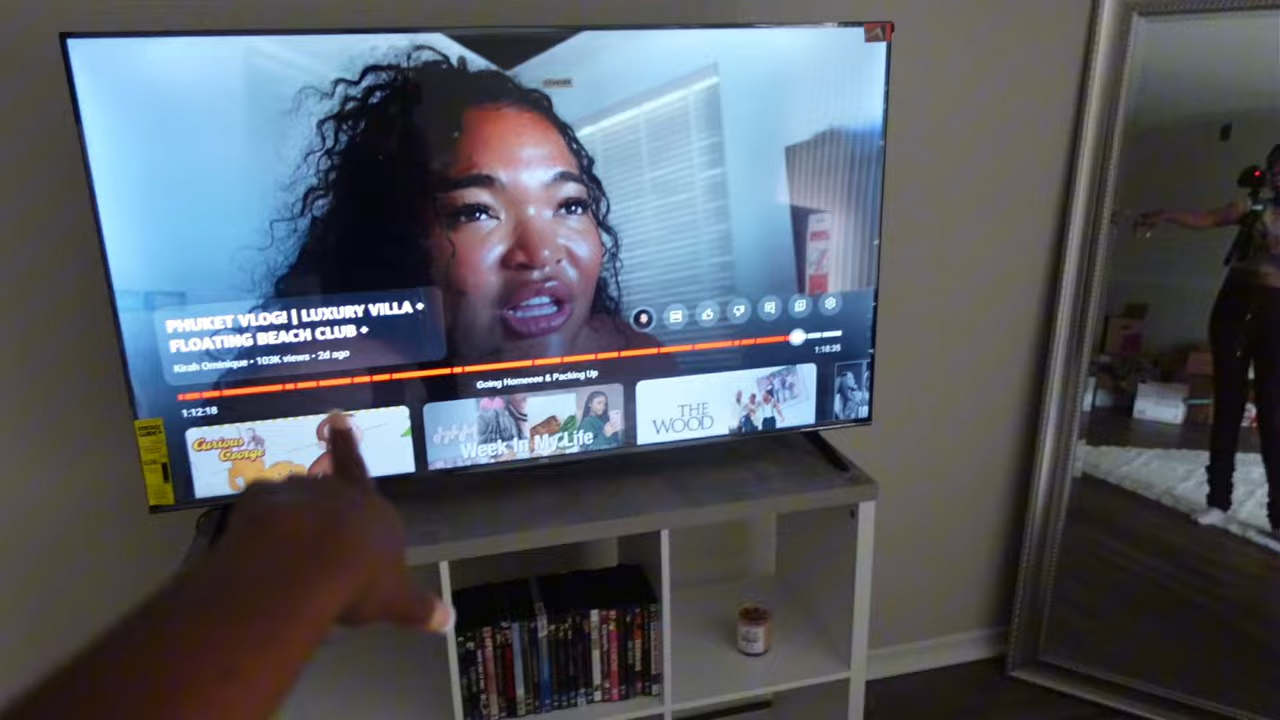 PHUKET VLOG! | LUXURY VILLA ✦
FLOATING BEACH CLUB ✦
Kirah Ominique • 103K views • 2d ago
1:12:18
1:18:35
Going Homeeee & Packing Up
Curious
George
Week In My Life
THE
WOOD